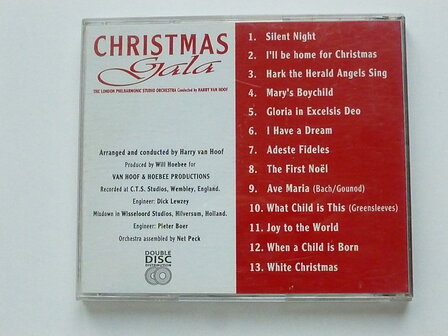 CHRISTMAS
Gala
THE LONDON PHILHARMONIC STUDIO ORCHESTRA Conducted by HARRY VAN HOOF
Arranged and conducted by Harry van Hoof
Produced by Will Hoebee for
VAN HOOF & HOEBEE PRODUCTIONS
Recorded at C.T.S. Studios, Wembley, England.
Engineer: Dick Lewzey
Mixdown in Wisseloord Studios, Hilversum, Holland.
Engineer: Pieter Boer
Orchestra assembled by Nat Peck
DOUBLE
DISC
DISTRIBUTION
1. Silent Night
2. I'll be home for Christmas
3. Hark the Herald Angels Sing
4. Mary's Boychild
5. Gloria in Excelsis Deo
6. I Have a Dream
7. Adeste Fideles
8. The First Noël
9. Ave Maria (Bach/Gounod)
10. What Child is This (Greensleeves)
11. Joy to the World
12. When a Child is Born
13. White Christmas